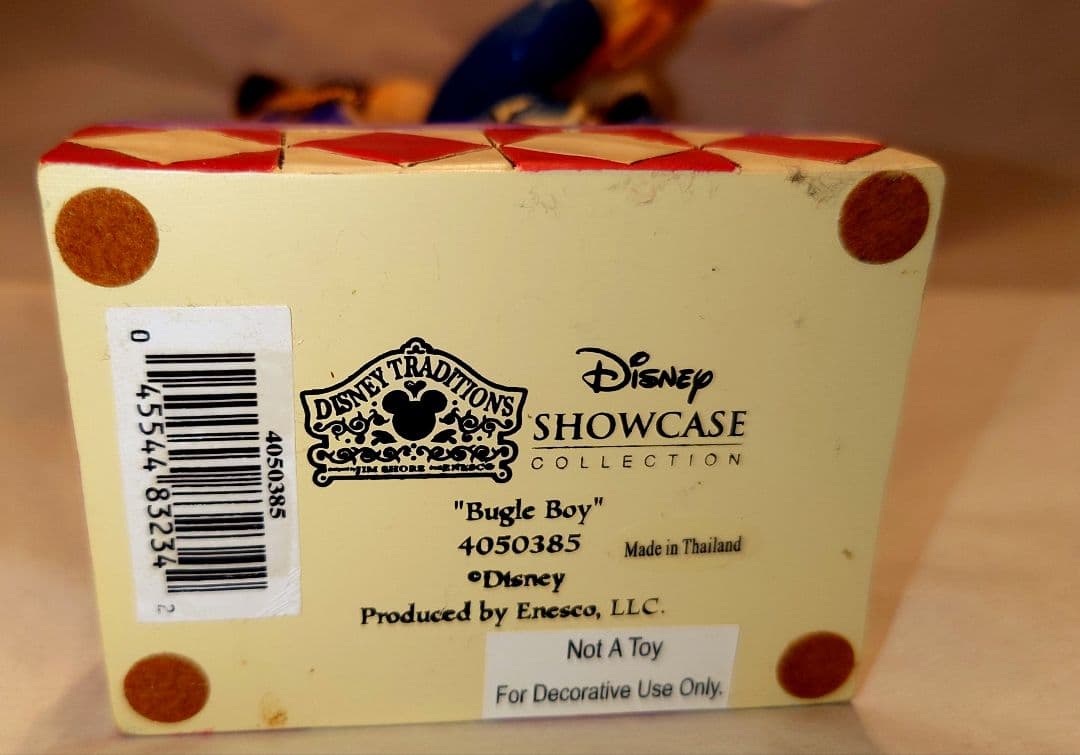 DISNEY TRADITIONS
JIM SHORE
ENESCO
Disney
SHOWCASE
COLLECTION
"Bugle Boy"
4050385
Made in Thailand
©Disney
Produced by Enesco, LLC.
Not A Toy
For Decorative Use Only.
4050385
0 45544 83234 2